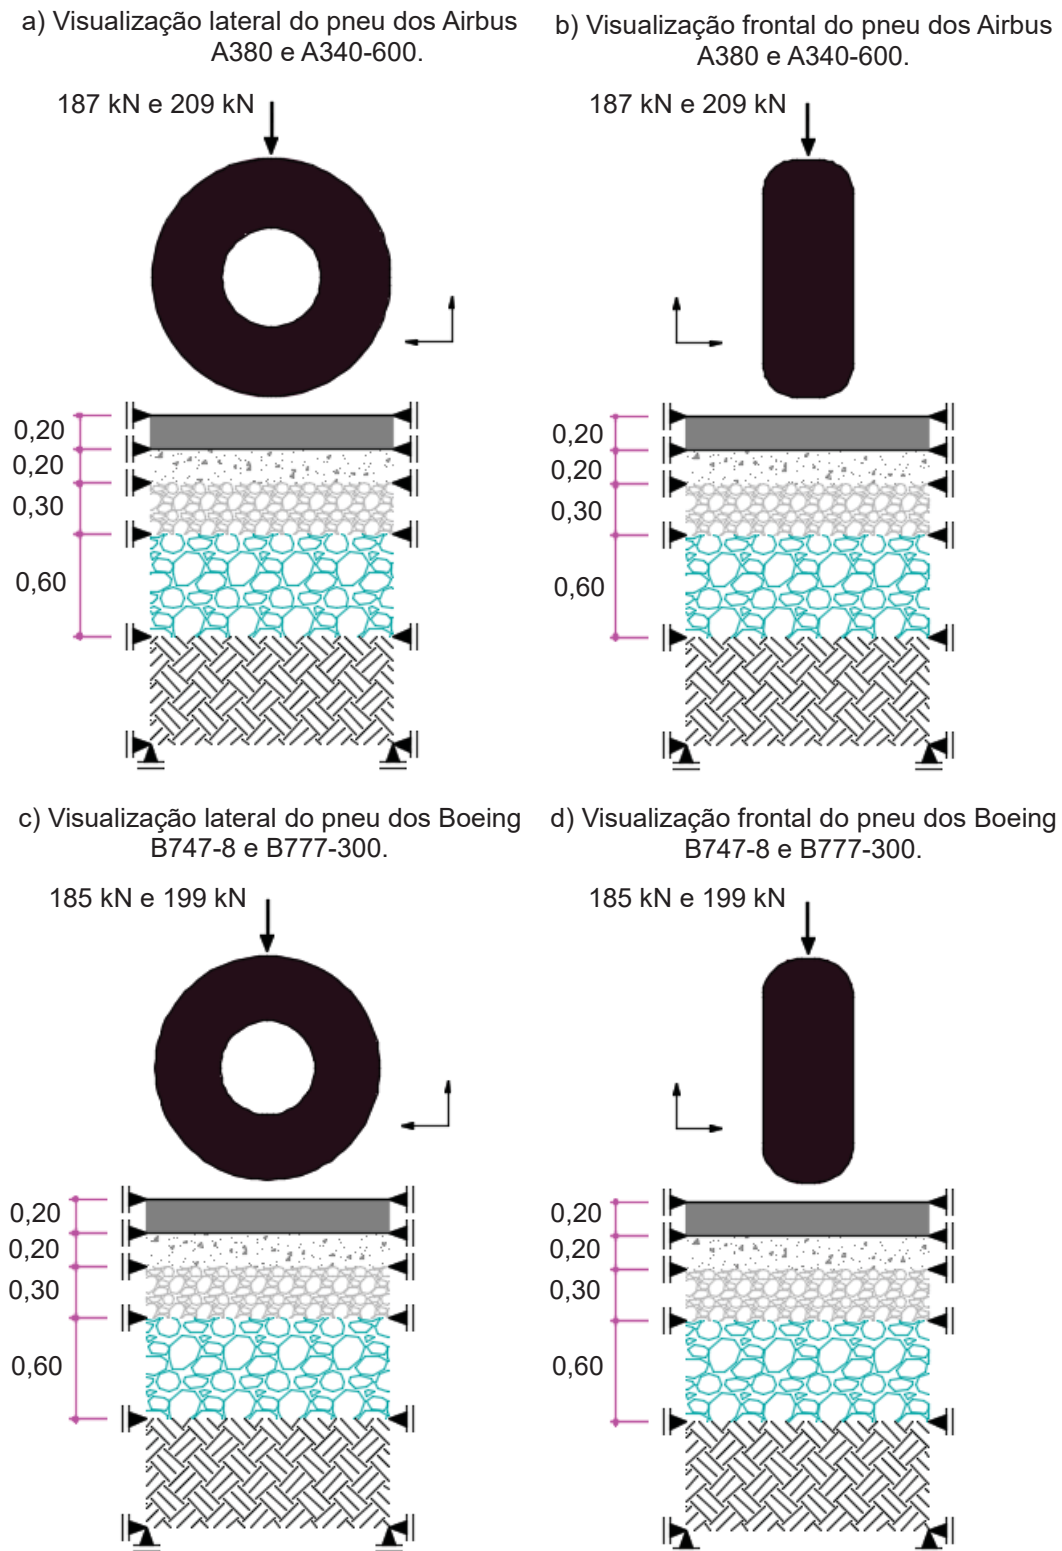 a) Visualização lateral do pneu dos Airbus
A380 e A340-600.
187 kN e 209 kN
0,20
0,20
0,30
0,60
b) Visualização frontal do pneu dos Airbus
A380 e A340-600.
187 kN e 209 kN
0,20
0,20
0,30
0,60
c) Visualização lateral do pneu dos Boeing
B747-8 e B777-300.
185 kN e 199 kN
0,20
0,20
0,30
0,60
d) Visualização frontal do pneu dos Boeing
B747-8 e B777-300.
185 kN e 199 kN
0,20
0,20
0,30
0,60